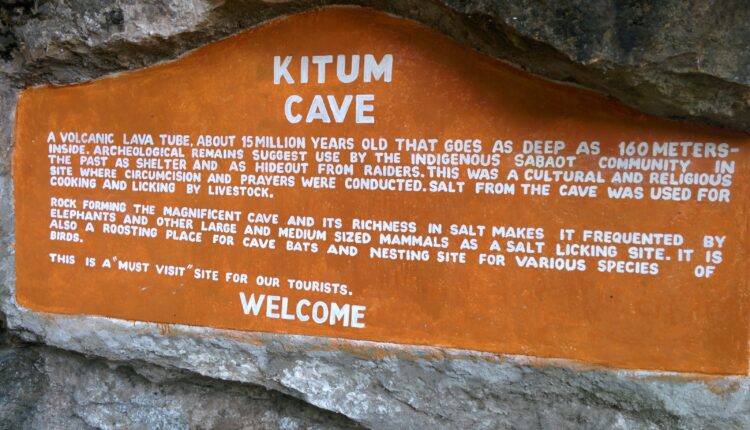 KITUM
CAVE
A VOLCANIC LAVA TUBE, ABOUT 15 MILLION YEARS OLD THAT GOES AS DEEP AS 160 METERS-
INSIDE. ARCHEOLOGICAL REMAINS SUGGEST USE BY THE INDIGENOUS SABAOT COMMUNITY IN
THE PAST AS SHELTER AND AS HIDEOUT FROM RAIDERS. THIS WAS A CULTURAL AND RELIGIOUS
SITE WHERE CIRCUMCISION AND PRAYERS WERE CONDUCTED. SALT FROM THE CAVE WAS USED FOR
COOKING AND LICKING BY LIVESTOCK.
ROCK FORMING THE MAGNIFICENT CAVE AND ITS RICHNESS IN SALT MAKES IT FREQUENTED BY
ELEPHANTS AND OTHER LARGE AND MEDIUM SIZED MAMMALS AS A SALT LICKING SITE. IT IS
ALSO A ROOSTING PLACE FOR CAVE BATS AND NESTING SITE FOR VARIOUS SPECIES OF
BIRDS.
THIS IS A "MUST VISIT" SITE FOR OUR TOURISTS.
WELCOME